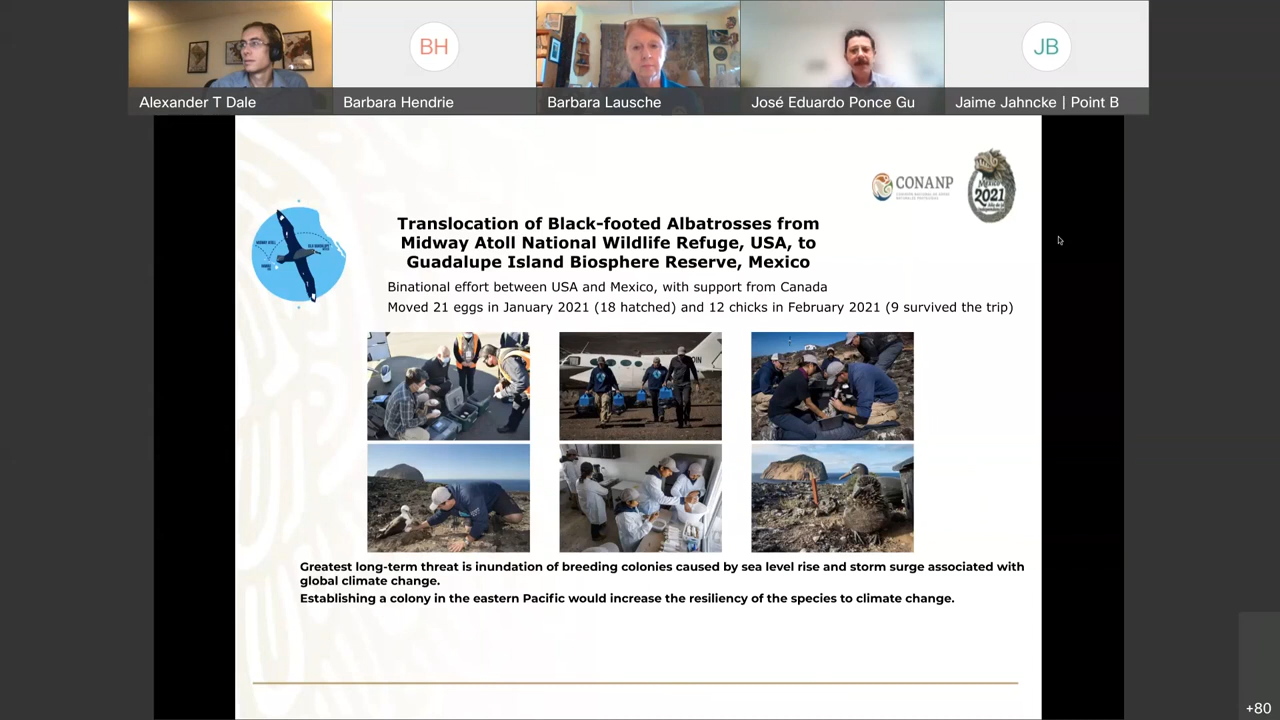 BH
JB
Alexander T Dale
Barbara Hendrie
Barbara Lausche
José Eduardo Ponce Gu
Jaime Jahncke | Point B
CONANP
México
2021
Translocation of Black-footed Albatrosses from
Midway Atoll National Wildlife Refuge, USA, to
Guadalupe Island Biosphere Reserve, Mexico
Binational effort between USA and Mexico, with support from Canada
Moved 21 eggs in January 2021 (18 hatched) and 12 chicks in February 2021 (9 survived the trip)
Greatest long-term threat is inundation of breeding colonies caused by sea level rise and storm surge associated with
global climate change.
Establishing a colony in the eastern Pacific would increase the resiliency of the species to climate change.
+80